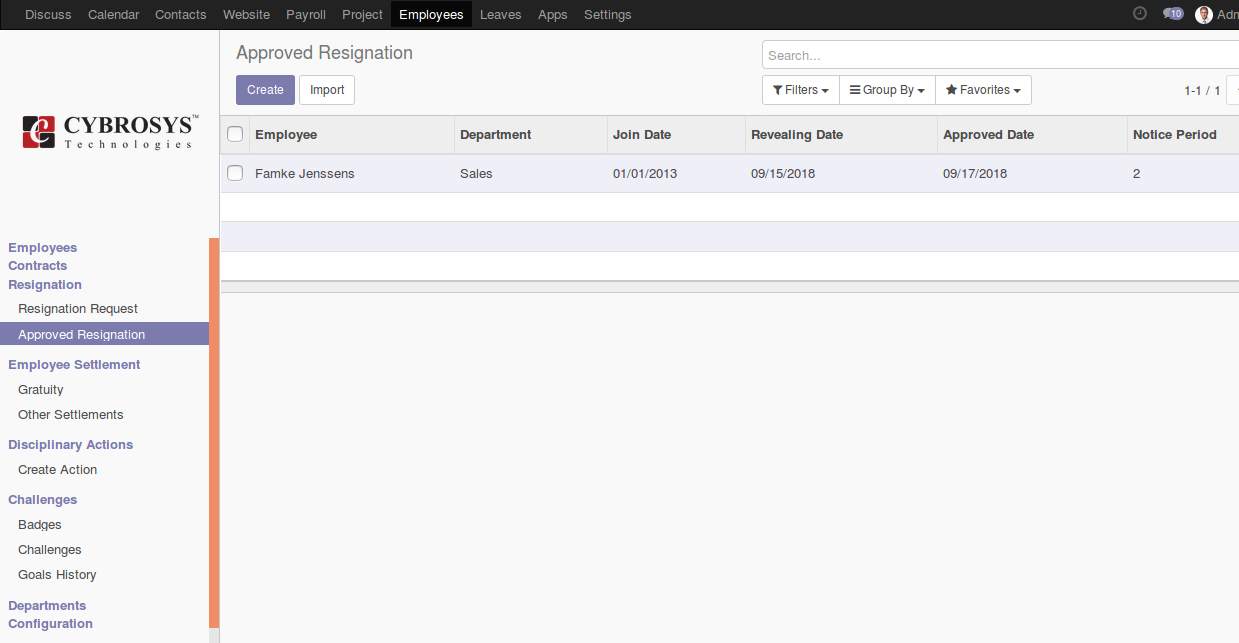 Discuss Calendar Contacts Website Payroll Project Employees Leaves Apps Settings 10
Approved Resignation
Search...
Create Import
Filters Group By Favorites
1-1 / 1
CYBROSYS™
Technologies
Employee Department Join Date Revealing Date Approved Date Notice Period
Famke Jenssens Sales 01/01/2013 09/15/2018 09/17/2018 2
Employees
Contracts
Resignation
Resignation Request
Approved Resignation
Employee Settlement
Gratuity
Other Settlements
Disciplinary Actions
Create Action
Challenges
Badges
Challenges
Goals History
Departments
Configuration